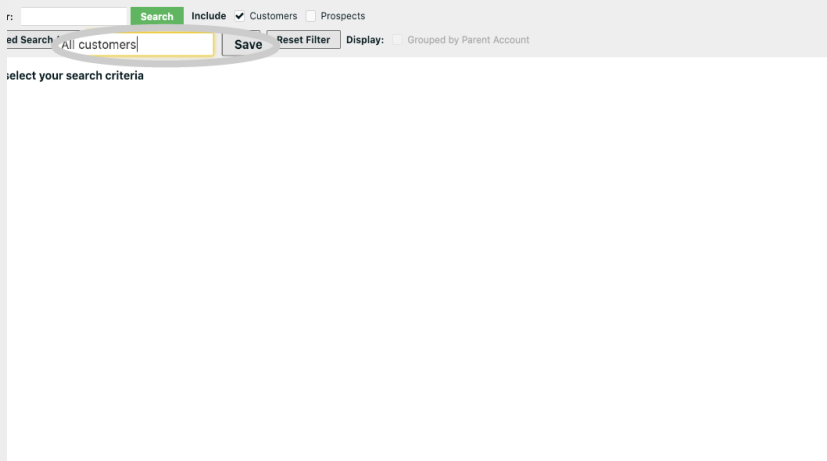 r: Search Include Customers Prospects
ed Search All customers Save Reset Filter Display: Grouped by Parent Account
select your search criteria